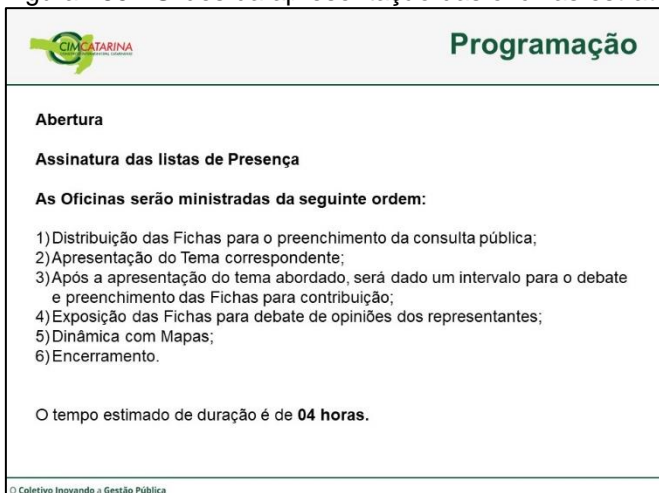 CIMCATARINA
Programação
Abertura
Assinatura das listas de Presença
As Oficinas serão ministradas da seguinte ordem:
1)Distribuição das Fichas para o preenchimento da consulta pública;
2)Apresentação do Tema correspondente;
3)Após a apresentação do tema abordado, será dado um intervalo para o debate
e preenchimento das Fichas para contribuição;
4)Exposição das Fichas para debate de opiniões dos representantes;
5)Dinâmica com Mapas;
6)Encerramento.
O tempo estimado de duração é de 04 horas.
O Coletivo Inovando a Gestão Pública